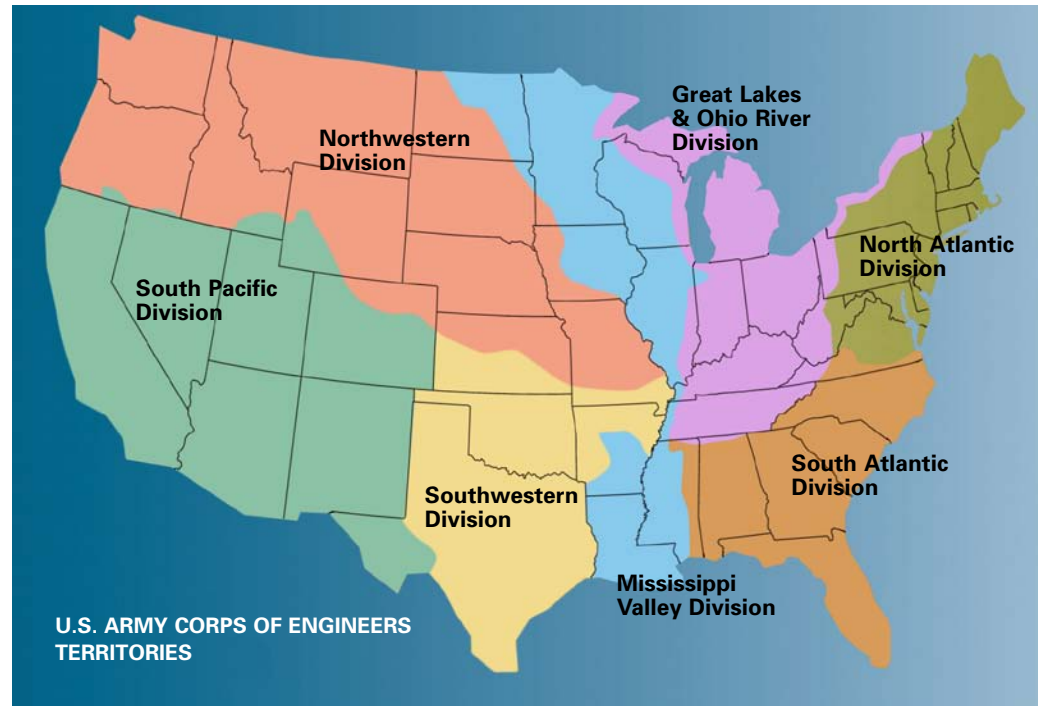 Great Lakes
& Ohio River
Division
Northwestern
Division
North Atlantic
Division
South Pacific
Division
South Atlantic
Division
Southwestern
Division
Mississippi
Valley Division
U.S. ARMY CORPS OF ENGINEERS
TERRITORIES